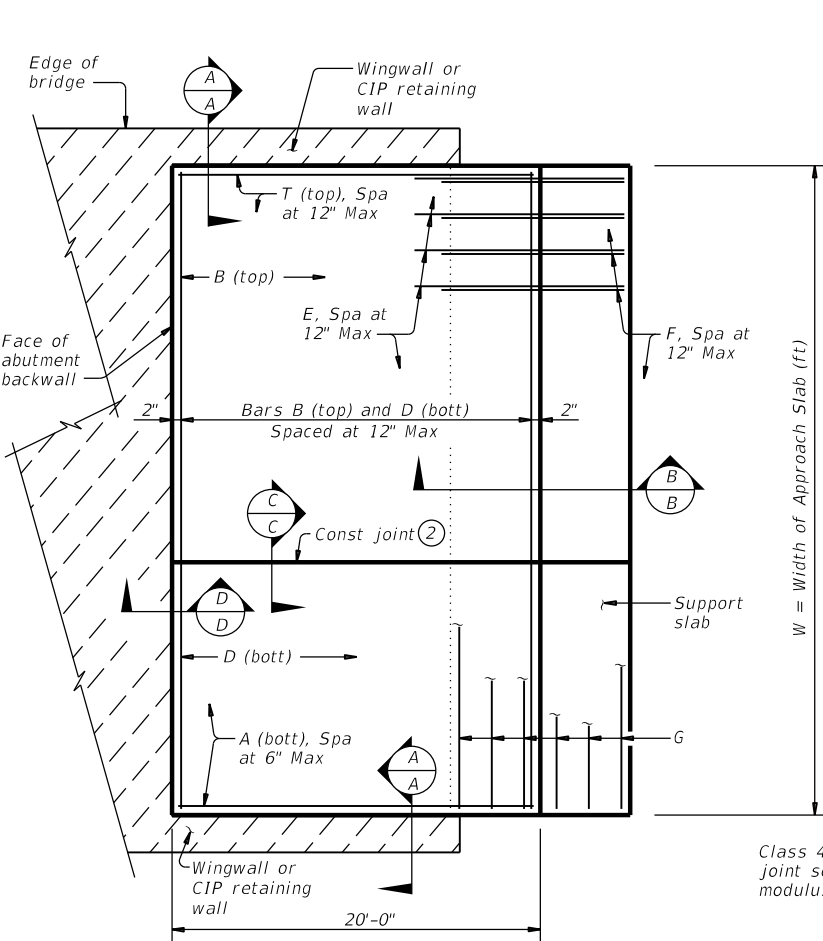 Edge of
bridge
A
A
Wingwall or
CIP retaining
wall
T (top), Spa
at 12" Max
B (top)
E, Spa at
12" Max
F, Spa at
12" Max
Face of
abutment
backwall
2"
Bars B (top) and D (bott)
Spaced at 12" Max
2"
W = Width of Approach Slab (ft)
B
B
C
C
Const joint 2
D
D
Support
slab
D (bott)
A (bott), Spa
at 6" Max
G
A
A
Wingwall or
CIP retaining
wall
20'-0"
Class 4
joint s
modulu